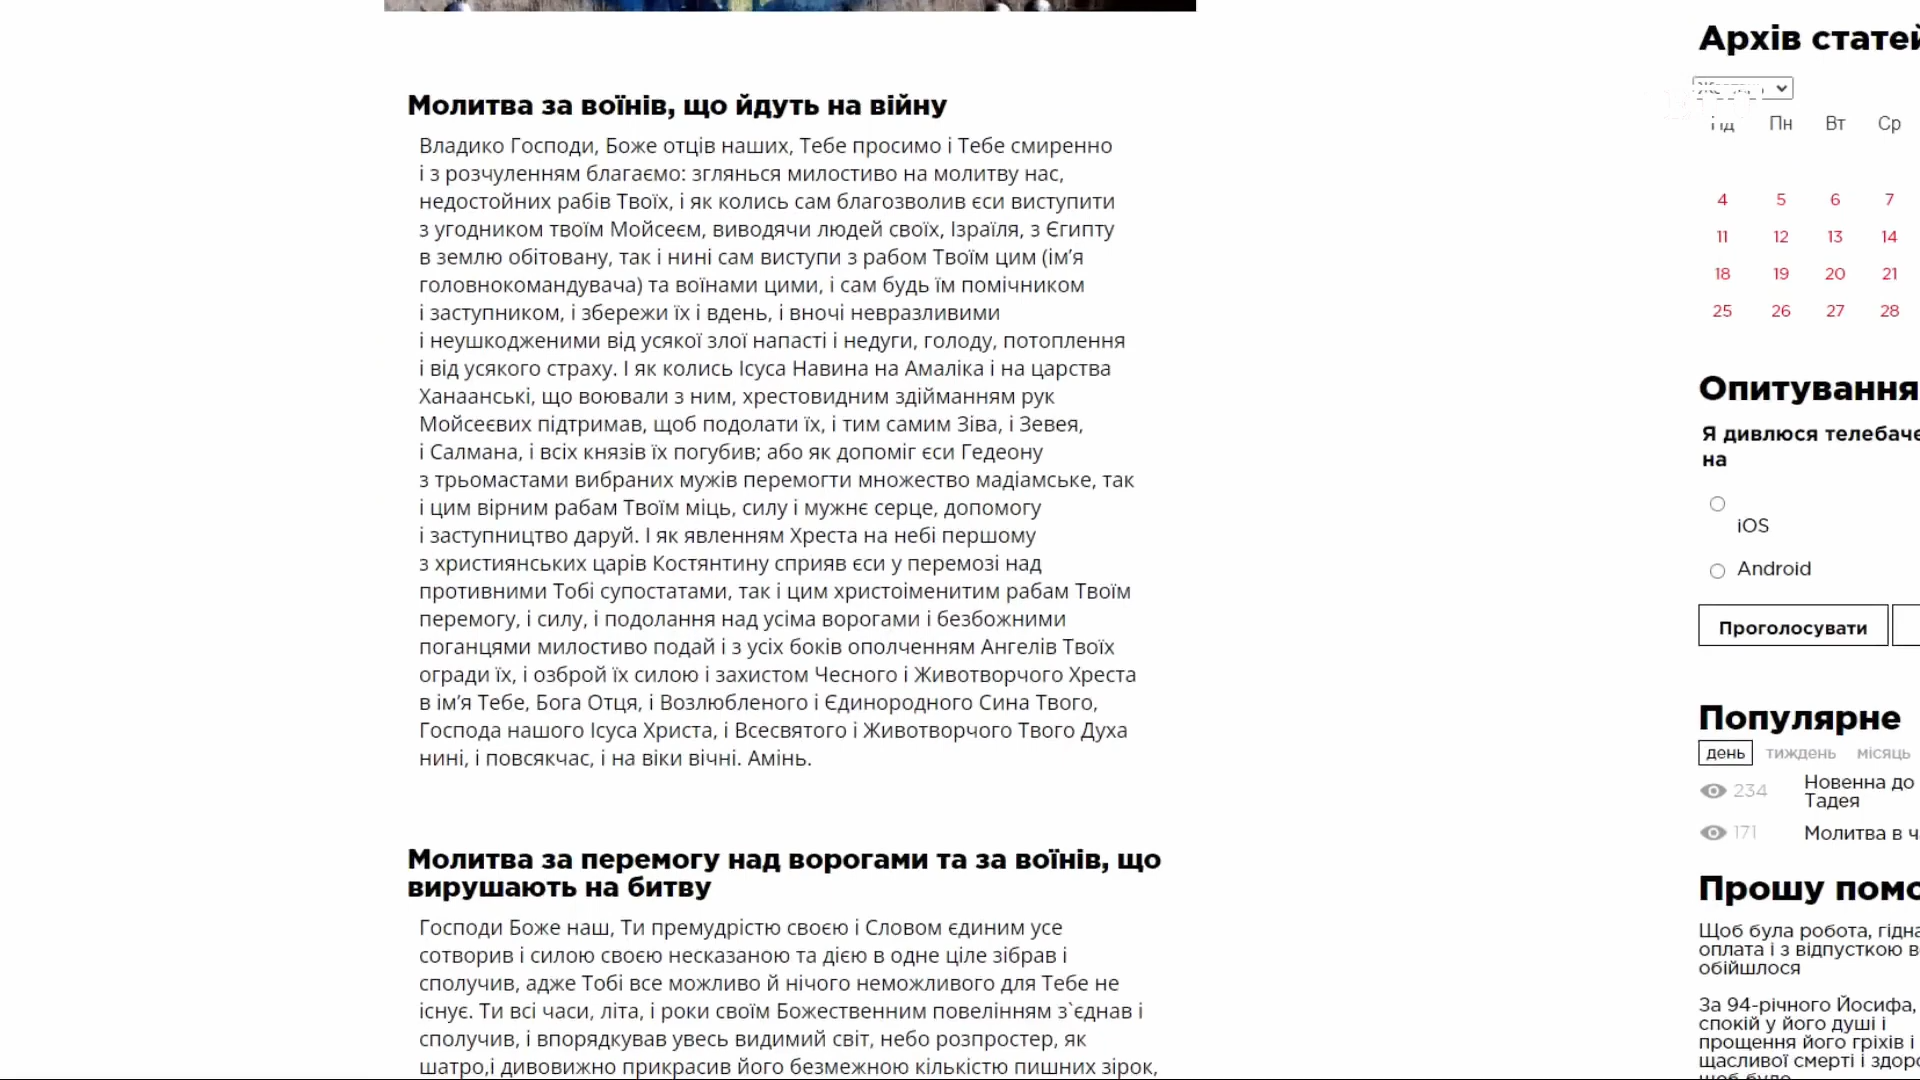 Молитва за воїнів, що йдуть на війну
Владико Господи, Боже отців наших, Тебе просимо і Тебе смиренно
і з розчуленням благаємо: зглянься милостиво на молитву нас,
недостойних рабів Твоїх, і як колись сам благозволив єси виступити
з угодником твоїм Мойсеєм, виводячи людей своїх, Ізраїля, з Єгипту
в землю обітовану, так і нині сам виступи з рабом Твоїм цим (ім’я
головнокомандувача) та воїнами цими, і сам будь їм помічником
і заступником, і збережи їх і вдень, і вночі невразливими
і неушкодженими від усякої злої напасті і недуги, голоду, потоплення
і від усякого страху. І як колись Ісуса Навина на Амаліка і на царства
Ханаанські, що воювали з ним, хрестовидним здійманням рук
Мойсеєвих підтримав, щоб подолати їх, і тим самим Зіва, і Зевея,
і Салмана, і всіх князів їх погубив; або як допоміг єси Гедеону
з трьомастами вибраних мужів перемогти множество мадіамське, так
і цим вірним рабам Твоїм міць, силу і мужнє серце, допомогу
і заступництво даруй. І як явленням Христа на небі першому
з християнських царів Костянтину сприяв єси у перемозі над
противними Тобі супостатами, так і цим христоіменитим рабам Твоїм
перемогу, і силу, і подолання над усіма ворогами і безбожними
поганцями милостиво подай і з усіх боків ополченням Ангелів Твоїх
огради їх, і озброй їх силою і захистом Чесного і Животворчого Хреста
в ім’я Тебе, Бога Отця, і Возлюбленого і Єдинородного Сина Твого,
Господа нашого Ісуса Христа, і Всесвятого і Животворчого Твого Духа
нині, і повсякчас, і на віки вічні. Амінь.
Молитва за перемогу над ворогами та за воїнів, що
вирушають на битву
Господи Боже наш, Ти премудрістю своєю і Словом єдиним усе
сотворив і силою своєю несказаною та дією в одне ціле зібрав і
сполучив, адже Тобі все можливо й нічого неможливого для Тебе не
існує. Ти всі часи, літа, і роки своїм Божественним повелінням з`єднав і
сполучив, і впорядкував увесь видимий світ, небо розпростер, як
шатро,і дивовижно прикрасив його безмежною кількістю пишних зірок,
Архів статей
Пн Вт Ср
4 5 6 7
11 12 13 14
18 19 20 21
25 26 27 28
Опитування
Я дивлюся телебаче
на
iOS
Android
Проголосувати
Популярне
день тиждень місяць
234 Новенна до
Тадея
171 Молитва в ч
Прошу помо
Щоб була робота, гідна
оплата і з відпусткою в
обійшлося
За 94-річного Йосифа,
спокій у його душі і
прощення його гріхів і
щасливої смерті і здоро